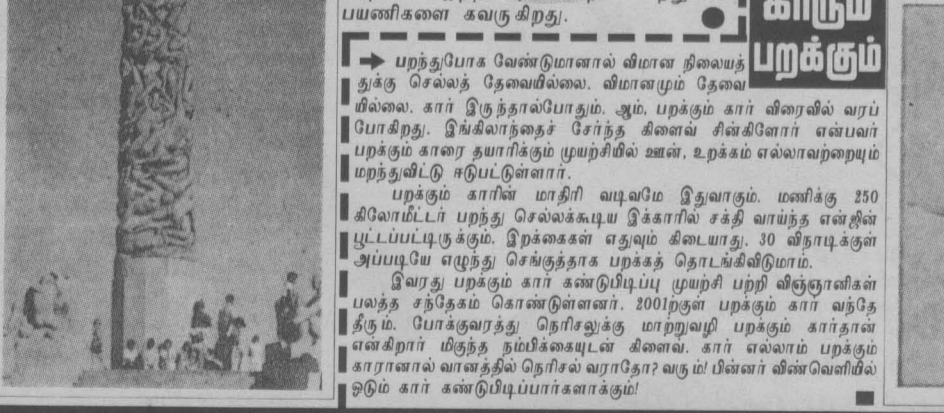 பயணிகளை கவருகிறது.
காரும்
பறக்கும்
பறந்துபோக வேண்டுமானால் விமான நிலையத்
துக்கு செல்லத் தேவையில்லை. விமானமும் தேவை
யில்லை. கார் இருந்தால்போதும். ஆம், பறக்கும் கார் விரைவில் வரப்
போகிறது. இங்கிலாந்தைச் சேர்ந்த கிளைவ் சின்கிளோர் என்பவர்
பறக்கும் காரை தயாரிக்கும் முயற்சியில் ஊன், உறக்கம் எல்லாவற்றையும்
மறந்துவிட்டு ஈடுபட்டுள்ளார்.
பறக்கும் காரின் மாதிரி வடிவமே இதுவாகும். மணிக்கு 250
கிலோமீட்டர் பறந்து செல்லக்கூடிய இக்காரில் சக்தி வாய்ந்த என்ஜின்
பூட்டப்பட்டிருக்கும். இறக்கைகள் எதுவும் கிடையாது. 30 விநாடிக்குள்
அப்படியே எழுந்து செங்குத்தாக பறக்கத் தொடங்கிவிடுமாம்.
இவரது பறக்கும் கார் கண்டுபிடிப்பு முயற்சி பற்றி விஞ்ஞானிகள்
பலத்த சந்தேகம் கொண்டுள்ளனர். 2001றகுள் பறக்கும் கார் வந்தே
தீரும். போக்குவரத்து நெரிசலுக்கு மாற்றுவழி பறக்கும் கார்தான்
என்கிறார் மிகுந்த நம்பிக்கையுடன் கிளைவ். கார் எல்லாம் பறக்கும்
காரானால் வானத்தில் நெரிசல் வராதோ? வரும்! பின்னர் விண்வெளியில்
ஓடும் கார் கண்டுபிடிப்பார்களாக்கும்!